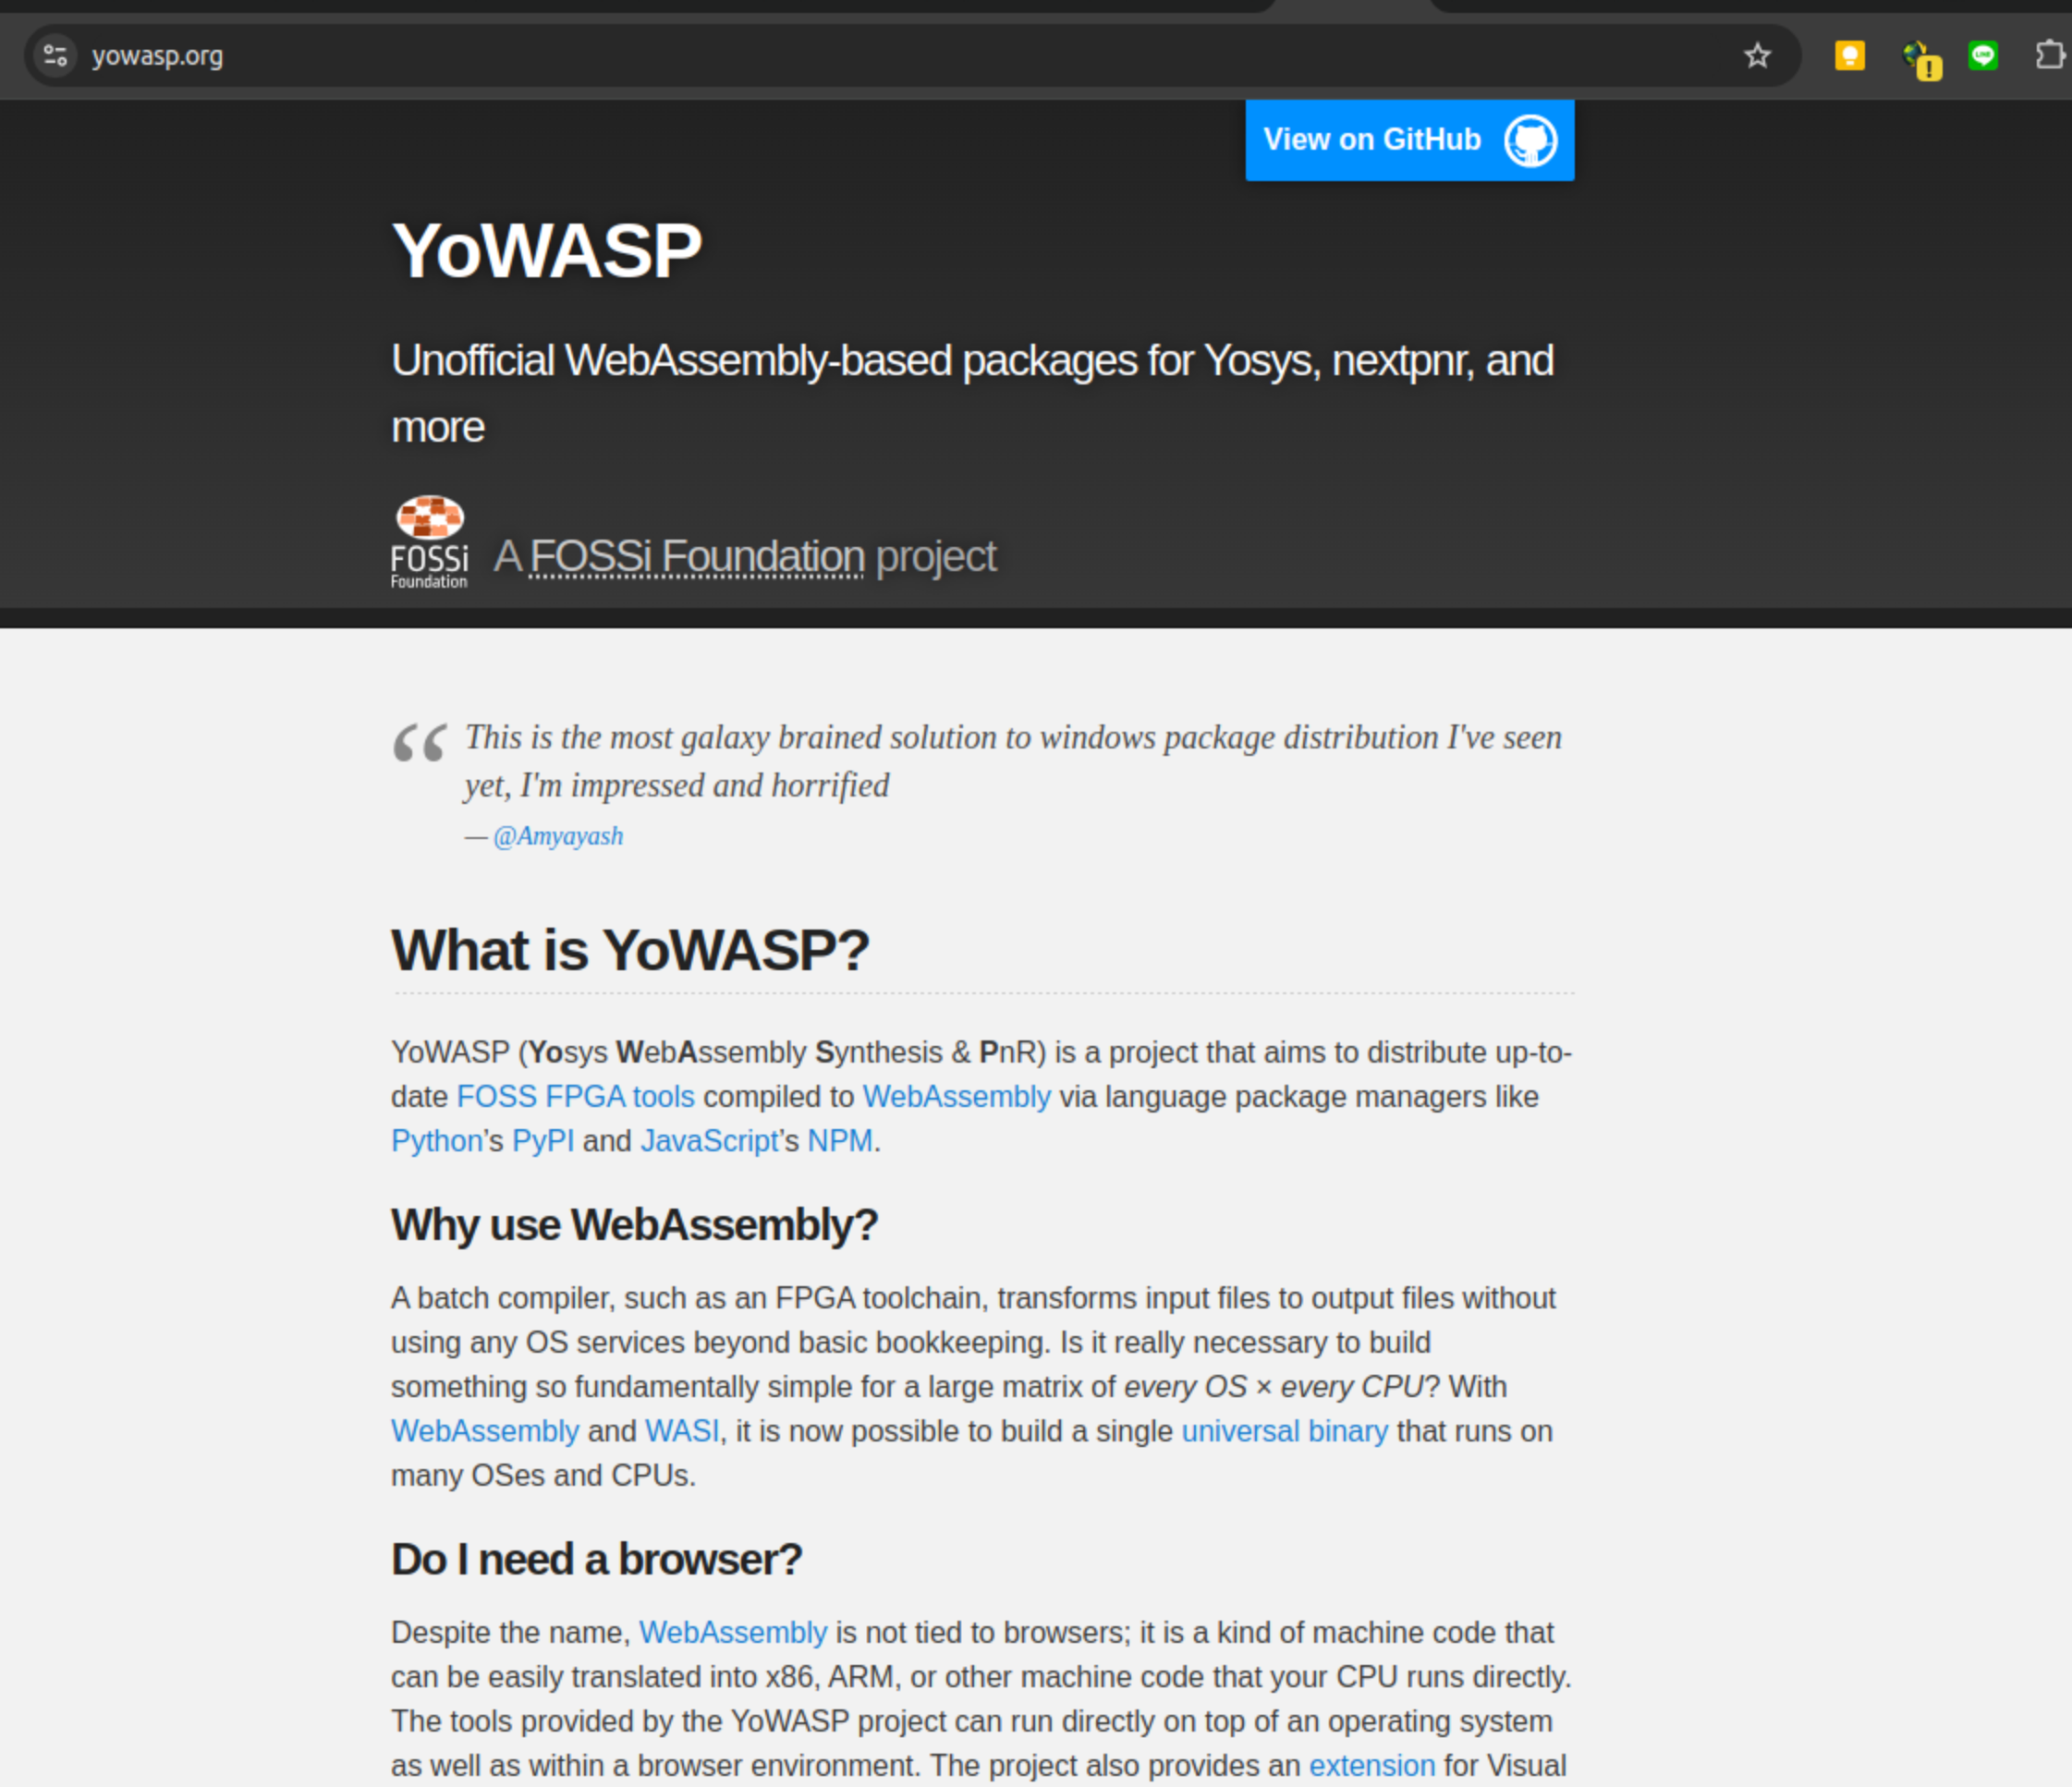 yowasp.org
View on GitHub
YoWASP
Unofficial WebAssembly-based packages for Yosys, nextpnr, and
more
FOSSi
Foundation
A FOSSi Foundation project
“ This is the most galaxy brained solution to windows package distribution I've seen
yet, I'm impressed and horrified
— @Amyayash
What is YoWASP?
YoWASP (Yosys WebAssembly Synthesis & PnR) is a project that aims to distribute up-to-
date FOSS FPGA tools compiled to WebAssembly via language package managers like
Python’s PyPI and JavaScript’s NPM.
Why use WebAssembly?
A batch compiler, such as an FPGA toolchain, transforms input files to output files without
using any OS services beyond basic bookkeeping. Is it really necessary to build
something so fundamentally simple for a large matrix of every OS × every CPU? With
WebAssembly and WASI, it is now possible to build a single universal binary that runs on
many OSes and CPUs.
Do I need a browser?
Despite the name, WebAssembly is not tied to browsers; it is a kind of machine code that
can be easily translated into x86, ARM, or other machine code that your CPU runs directly.
The tools provided by the YoWASP project can run directly on top of an operating system
as well as within a browser environment. The project also provides an extension for Visual